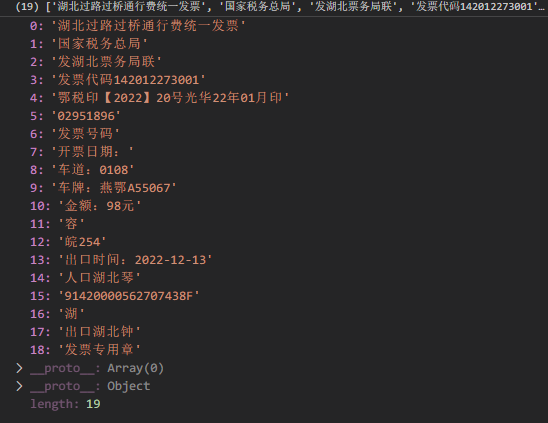 (19) ['湖北过路过桥通行费统一发票', '国家税务总局', '发湖北票务局联', '发票代码142012273001'…
0: '湖北过路过桥通行费统一发票'
1: '国家税务总局'
2: '发湖北票务局联'
3: '发票代码142012273001'
4: '鄂税印【2022】20号光华22年01月印'
5: '02951896'
6: '发票号码'
7: '开票日期：'
8: '车道：0108'
9: '车牌：燕鄂A55067'
10: '金额：98元'
11: '容'
12: '皖254'
13: '出口时间：2022-12-13'
14: '人口湖北琴'
15: '91420000562707438F'
16: '湖'
17: '出口湖北钟'
18: '发票专用章'
__proto__: Array(0)
__proto__: Object
length: 19